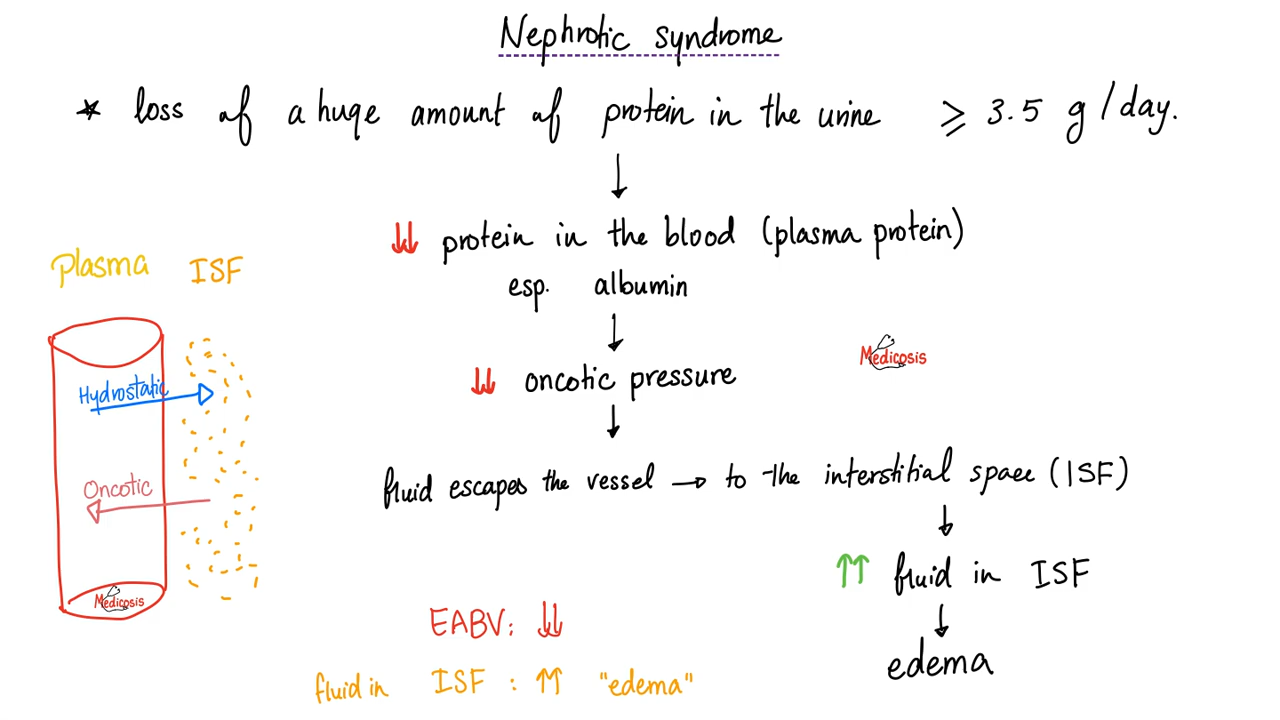 Nephrotic syndrome
* loss of a huge amount of protein in the urine ≥ 3.5 g/day.
↓
↓↓ protein in the blood (plasma protein)
esp. albumin
↓
↓↓ oncotic pressure
↓
fluid escapes the vessel → to the interstitial space (ISF)
↓
↑↑ fluid in ISF
↓
edema
Plasma ISF
Hydrostatic
Oncotic
Medicosis
Medicosis
EABV: ↓↓
fluid in ISF : ↑↑ "edema"